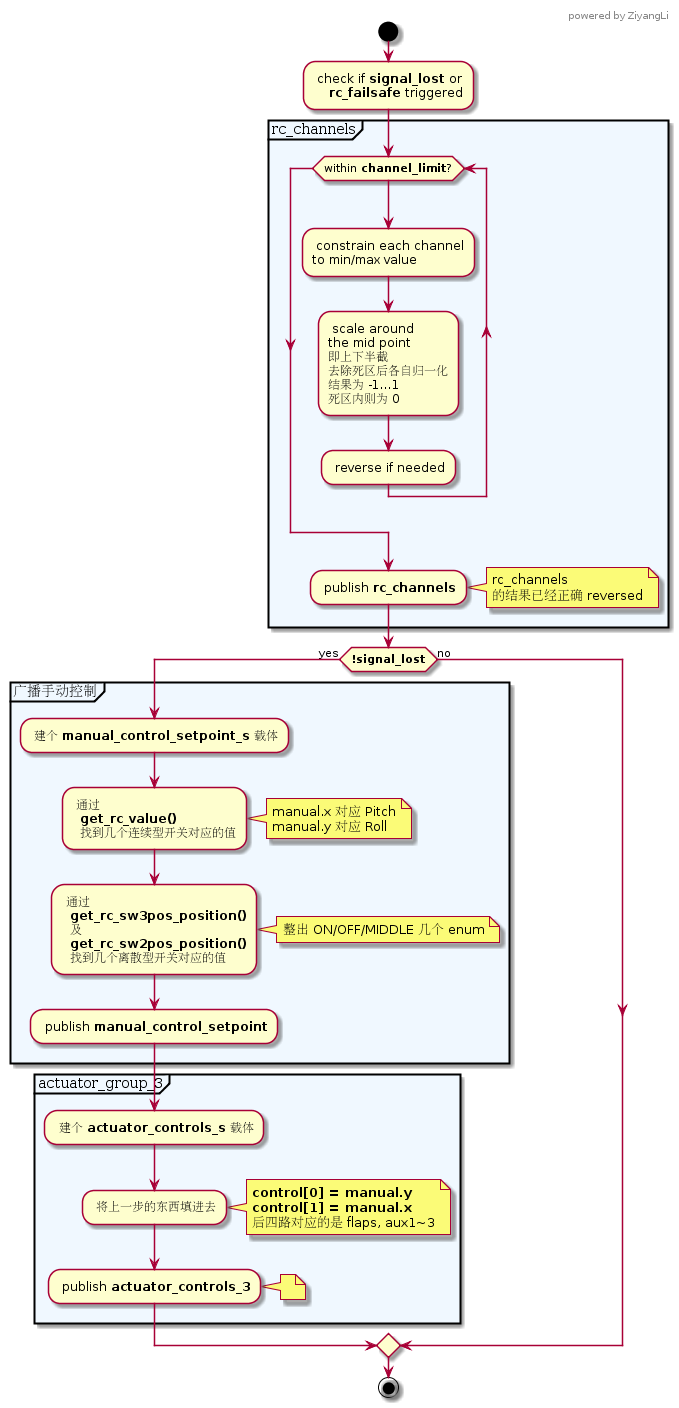 powered by ZiyangLi
check if signal_lost or
rc_failsafe triggered
rc_channels
within channel_limit?
constrain each channel
to min/max value
scale around
the mid point
即上下半截
去除死区后各自归一化
结果为 -1...1
死区内则为 0
reverse if needed
publish rc_channels
rc_channels
的结果已经正确 reversed
yes
!signal_lost
no
广播手动控制
建个 manual_control_setpoint_s 载体
通过
get_rc_value()
找到几个连续型开关对应的值
manual.x 对应 Pitch
manual.y 对应 Roll
通过
get_rc_sw3pos_position()
及
get_rc_sw2pos_position()
找到几个离散型开关对应的值
整出 ON/OFF/MIDDLE 几个 enum
publish manual_control_setpoint
actuator_group_3
建个 actuator_controls_s 载体
将上一步的东西填进去
control[0] = manual.y
control[1] = manual.x
后四路对应的是 flaps, aux1~3
publish actuator_controls_3